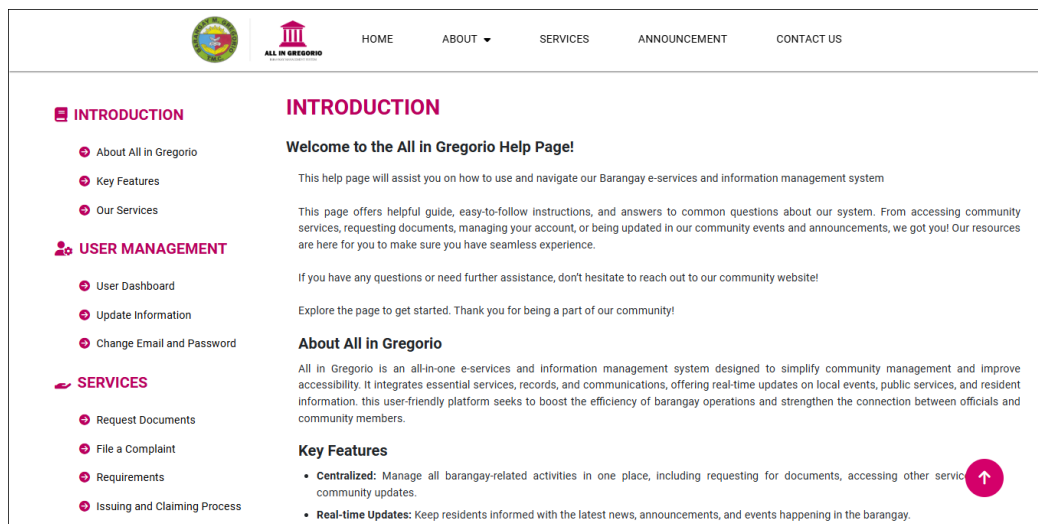 BARANGAY M. GREGORIO
ALL IN GREGORIO
HOME
ABOUT
SERVICES
ANNOUNCEMENT
CONTACT US
INTRODUCTION
About All in Gregorio
Key Features
Our Services
USER MANAGEMENT
User Dashboard
Update Information
Change Email and Password
SERVICES
Request Documents
File a Complaint
Requirements
Issuing and Claiming Process
INTRODUCTION
Welcome to the All in Gregorio Help Page!
This help page will assist you on how to use and navigate our Barangay e-services and information management system
This page offers helpful guide, easy-to-follow instructions, and answers to common questions about our system. From accessing community
services, requesting documents, managing your account, or being updated in our community events and announcements, we got you! Our resources
are here for you to make sure you have seamless experience.
If you have any questions or need further assistance, don't hesitate to reach out to our community website!
Explore the page to get started. Thank you for being a part of our community!
About All in Gregorio
All in Gregorio is an all-in-one e-services and information management system designed to simplify community management and improve
accessibility. It integrates essential services, records, and communications, offering real-time updates on local events, public services, and resident
information. this user-friendly platform seeks to boost the efficiency of barangay operations and strengthen the connection between officials and
community members.
Key Features
• Centralized: Manage all barangay-related activities in one place, including requesting for documents, accessing other
community updates.
• Real-time Updates: Keep residents informed with the latest news, announcements, and events happening in the barangay.